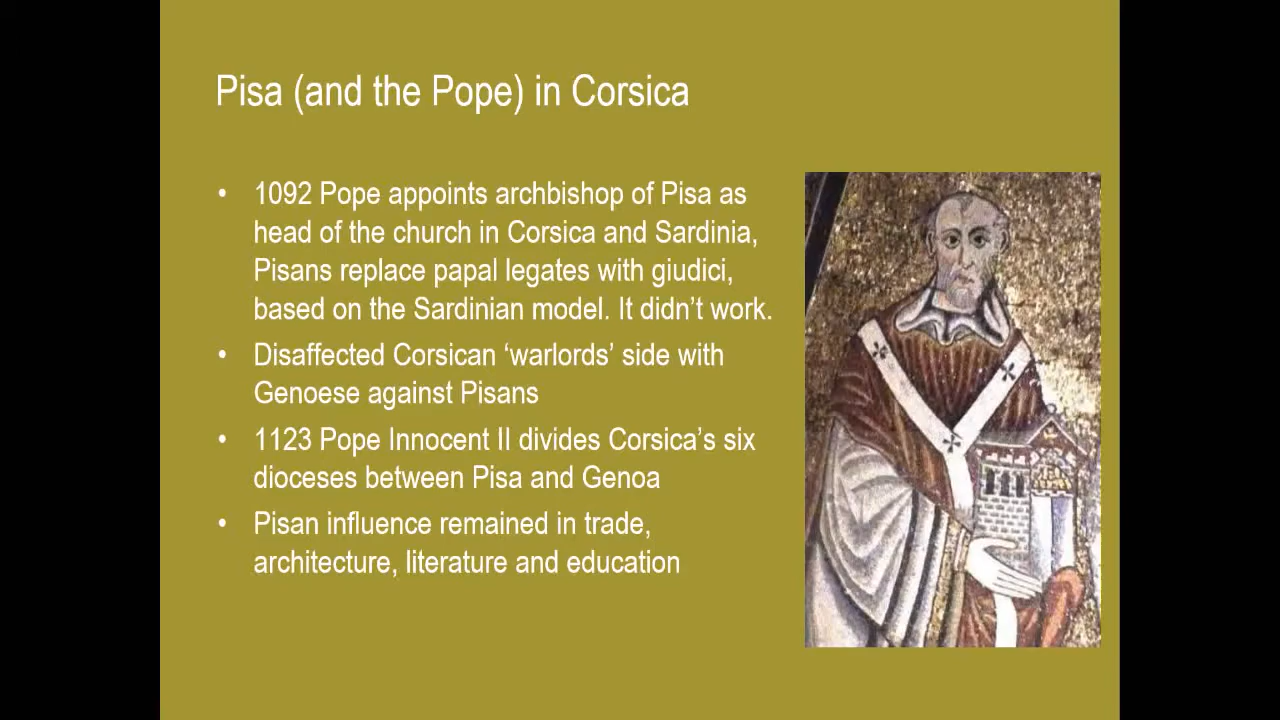 Pisa (and the Pope) in Corsica
• 1092 Pope appoints archbishop of Pisa as
head of the church in Corsica and Sardinia,
Pisans replace papal legates with giudici,
based on the Sardinian model. It didn’t work.
• Disaffected Corsican ‘warlords’ side with
Genoese against Pisans
• 1123 Pope Innocent II divides Corsica’s six
dioceses between Pisa and Genoa
• Pisan influence remained in trade,
architecture, literature and education